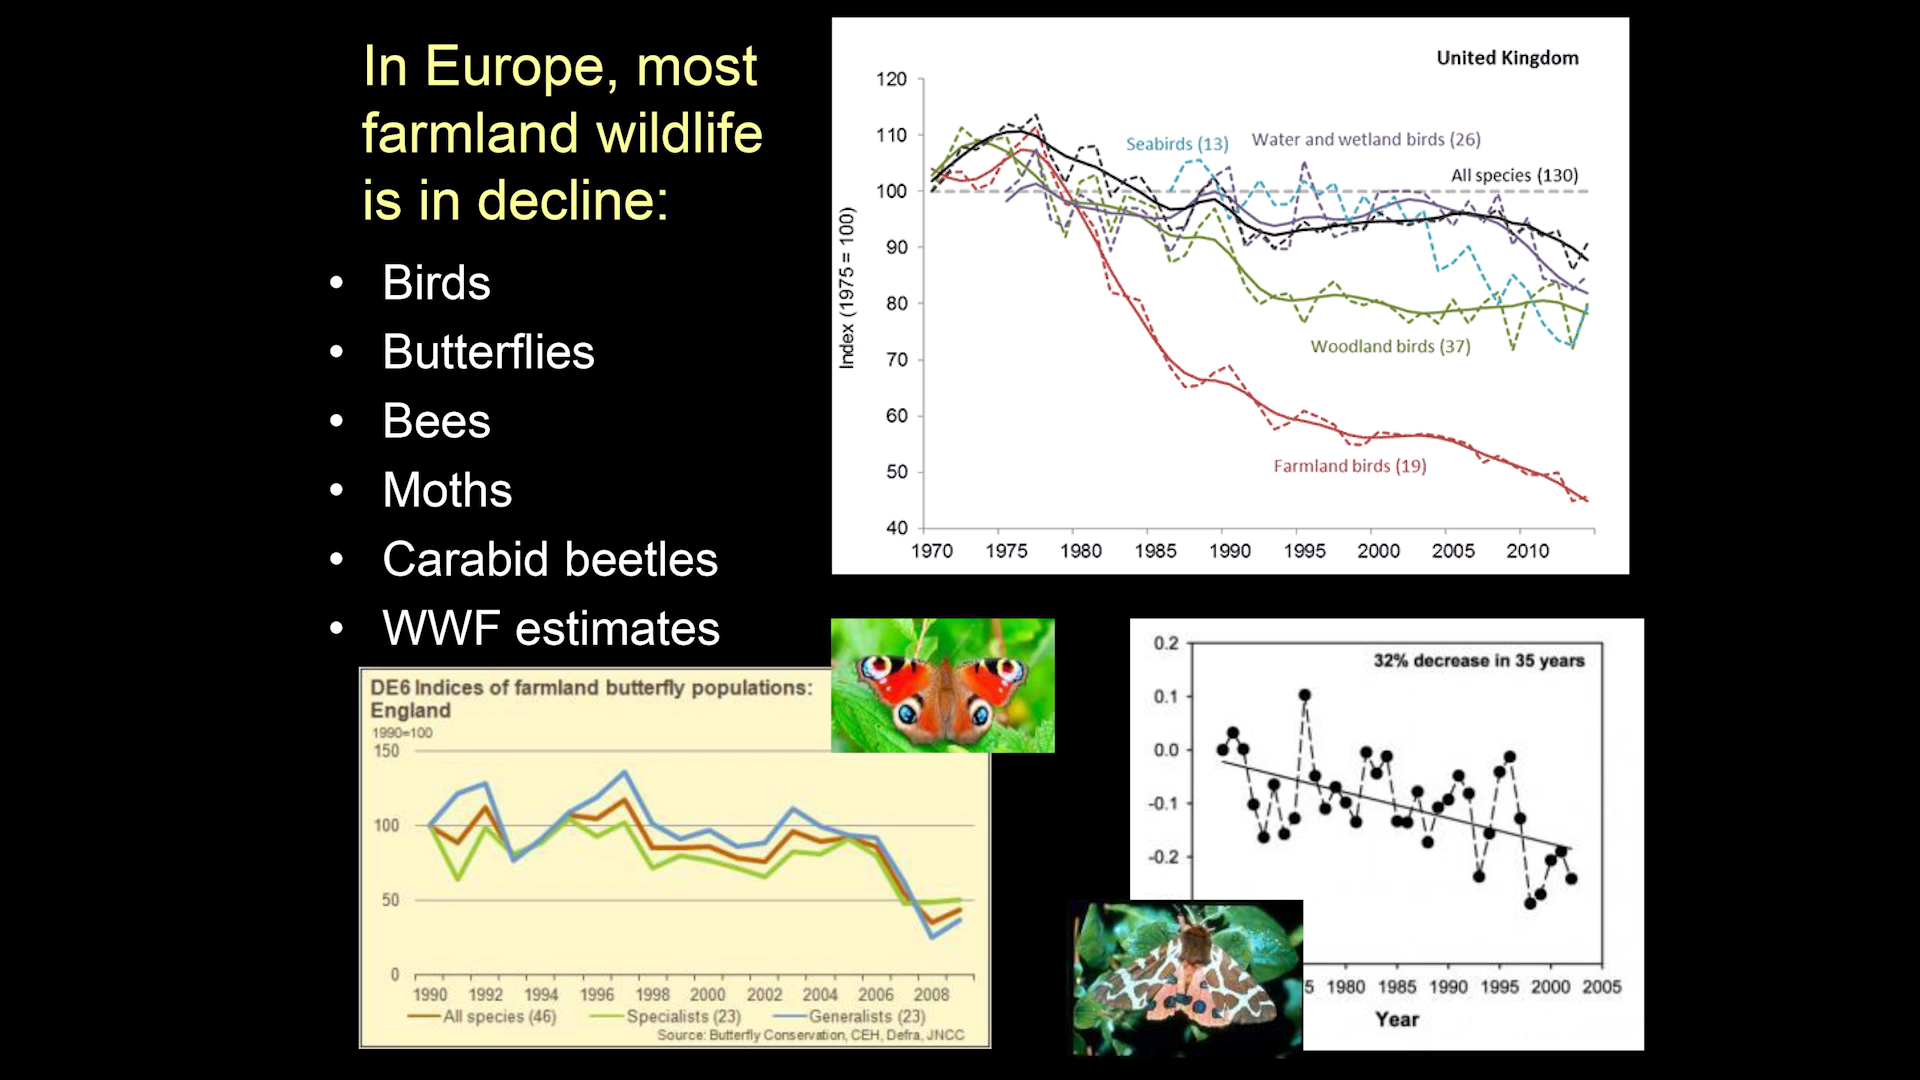 In Europe, most
farmland wildlife
is in decline:
• Birds
• Butterflies
• Bees
• Moths
• Carabid beetles
• WWF estimates
United Kingdom
120
110
100
90
80
70
60
50
40
Index (1975 = 100)
Seabirds (13)
Water and wetland birds (26)
All species (130)
Woodland birds (37)
Farmland birds (19)
1970 1975 1980 1985 1990 1995 2000 2005 2010
DE6 Indices of farmland butterfly populations:
England
1990=100
150
100
50
0
1990 1992 1994 1996 1998 2000 2002 2004 2006 2008
All species (46) Specialists (23) Generalists (23)
Source: Butterfly Conservation, CEH, Defra, JNCC
32% decrease in 35 years
0.2
0.1
0.0
-0.1
-0.2
5 1980 1985 1990 1995 2000 2005
Year